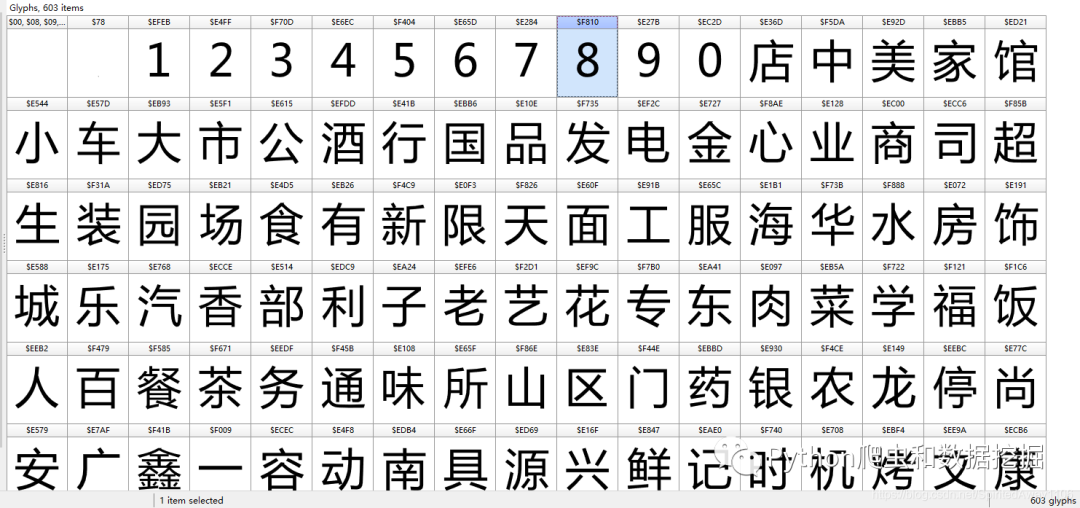 Glyphs, 603 items
$00, $08, $09,... $78 $EFEB $E4FF $F70D $E6EC $F404 $E65D $E284 $F810 $E27B $EC2D $E36D $F5DA $E92D $EBB5 $ED21
1 2 3 4 5 6 7 8 9 0 店 中 美 家 馆
$E544 $E57D $EB93 $E5F1 $E615 $EFDD $E41B $EBB6 $E10E $F735 $EF2C $E727 $F8AE $E128 $EC00 $ECC6 $F85B
小 车 大 市 公 酒 行 国 品 发 电 金 心 业 商 司 超
$E816 $F31A $ED75 $EB21 $E4D5 $EB26 $F4C9 $E0F3 $F826 $E60F $E91B $E65C $E1B1 $F73B $F888 $E072 $E191
生 装 园 场 食 有 新 限 天 面 工 服 海 华 水 房 饰
$E588 $E175 $E768 $ECCE $E514 $EDC9 $EA24 $EFE6 $F2D1 $EF9C $F7B0 $EA41 $E097 $EB5A $F722 $F121 $F1C6
城 乐 汽 香 部 利 子 老 艺 花 专 东 肉 菜 学 福 饭
$EEB2 $F479 $F585 $F671 $EEDF $F45B $E108 $E65F $F86E $E83E $F44E $EBBD $E930 $F4CE $E149 $EEBC $E77C
人 百 餐 茶 务 通 味 所 山 区 门 药 银 农 龙 停 尚
$E579 $E7AF $F41B $F009 $ECEC $E4F8 $EDB4 $E66F $ED69 $E16F $E847 $EAE0 $F740 $E708 $EBF4 $EE9A $ECB6
安 广 鑫 一 容 动 南 具 源 兴 鲜 记 时 机 烤 文 康
python爬虫和数据挖掘
1 item selected 603 glyphs